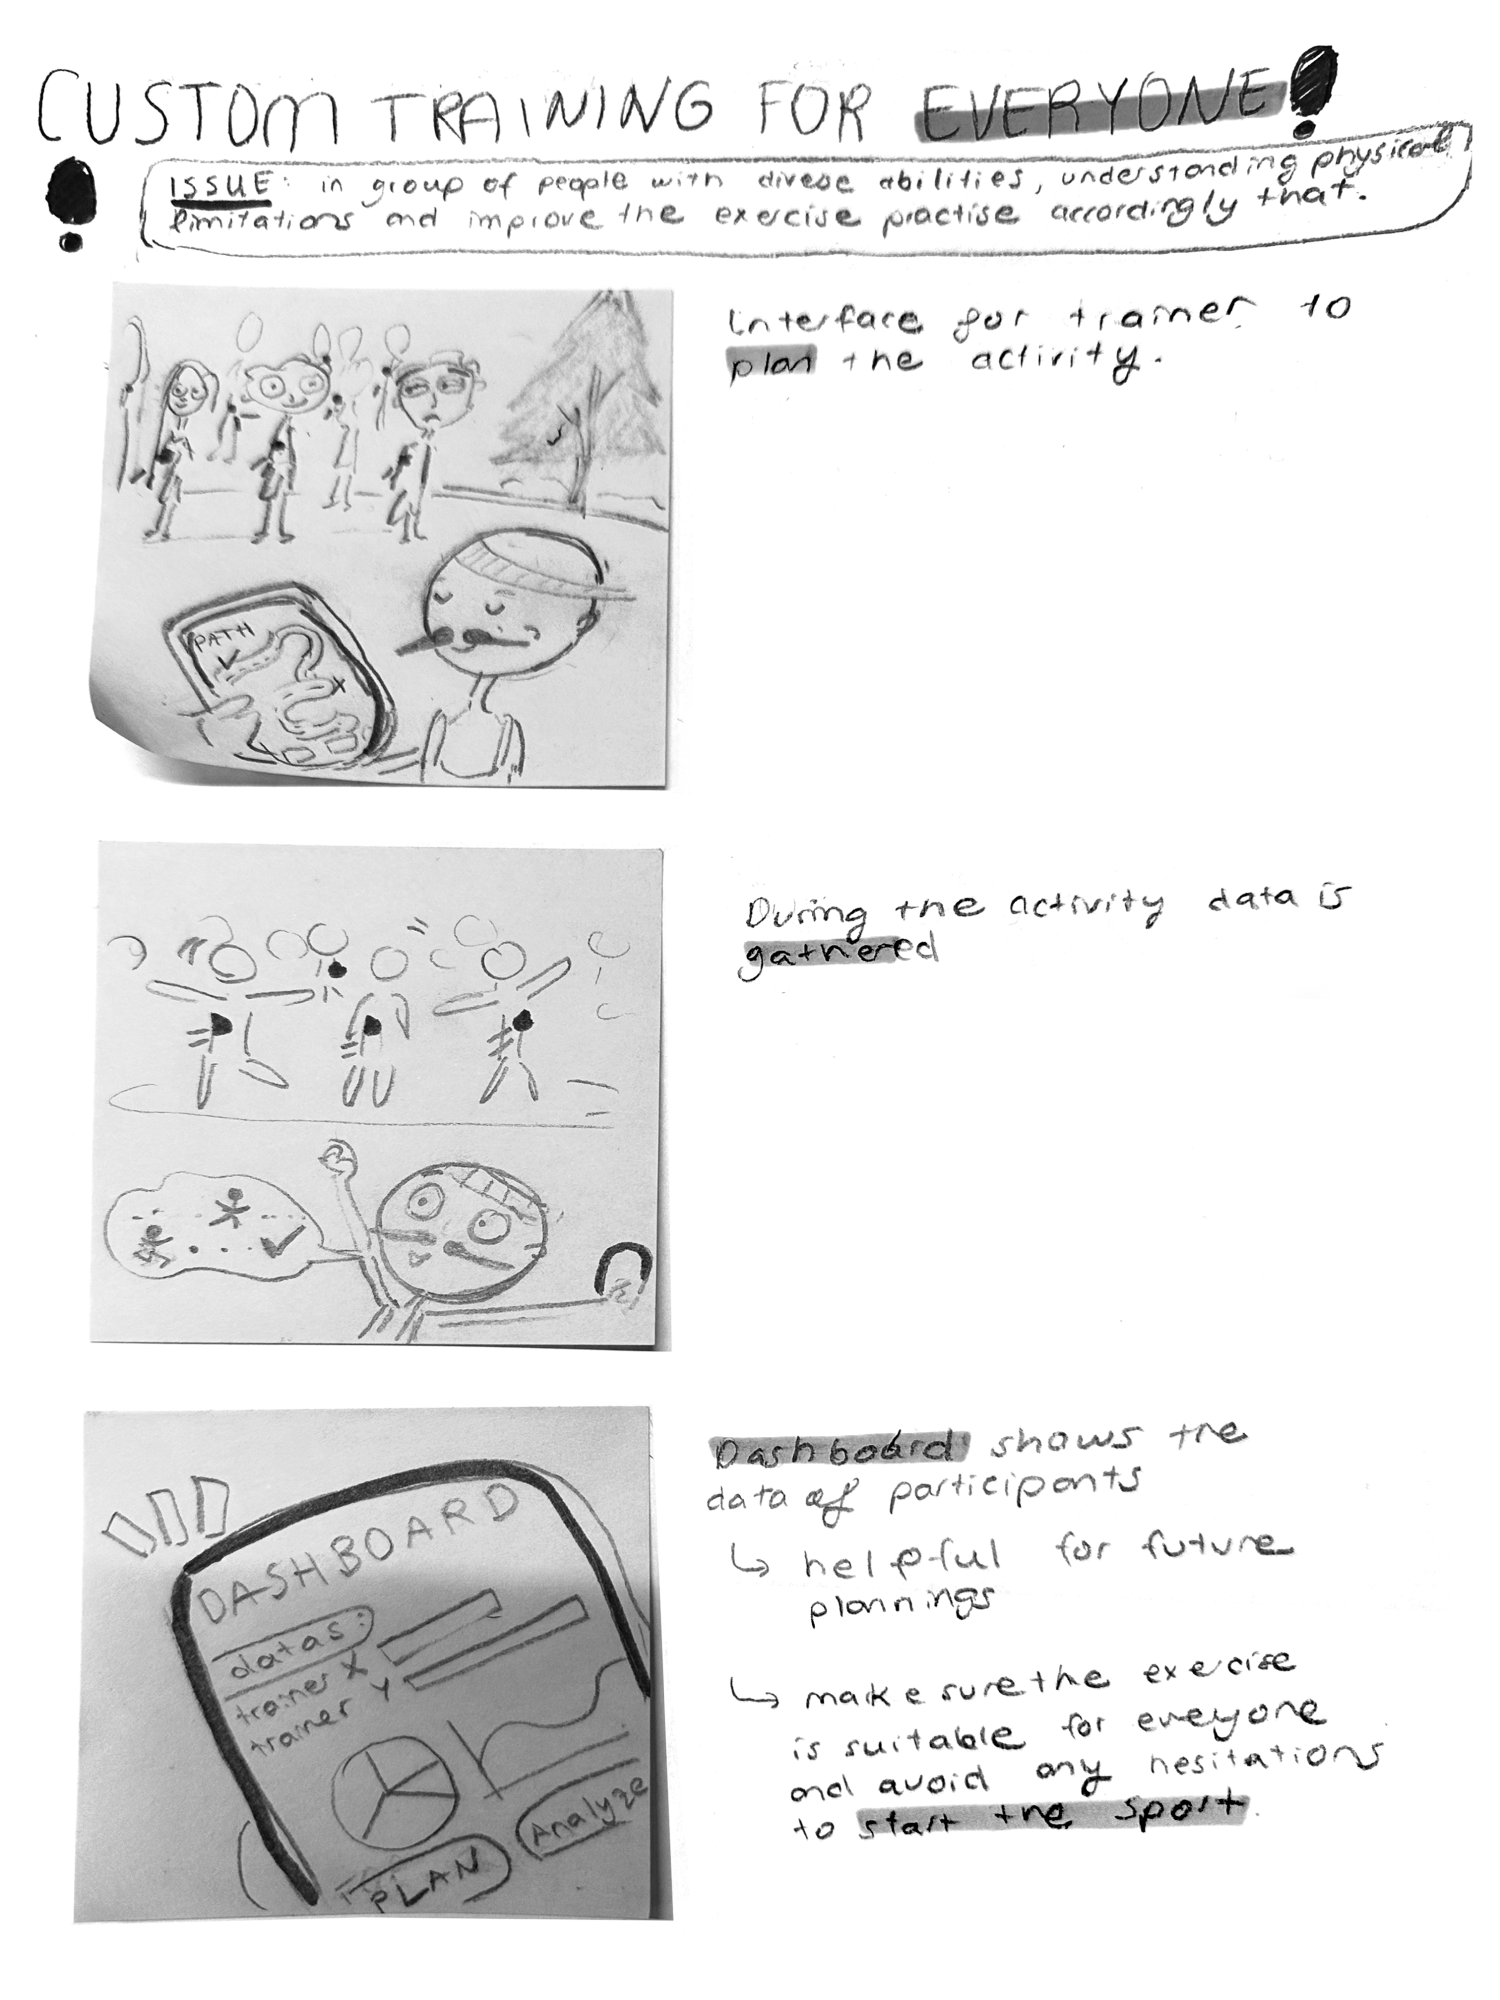 CUSTOM TRAINING FOR EVERYONE!
! ISSUE: in group of people with divese abilities, understanding physical
limitations and improve the exercise practise accordingly that.
Interface for trainer to
plan the activity.
PATH
During the activity data is
gathered
Dashboard shows the
data of participants
↳ helpful for future
plannings
↳ make sure the exercise
is suitable for eveyone
and avoid any hesitations
to start the sport.
DASHBOARD
datas:
trainer X
trainer Y
PLAN
Analyze